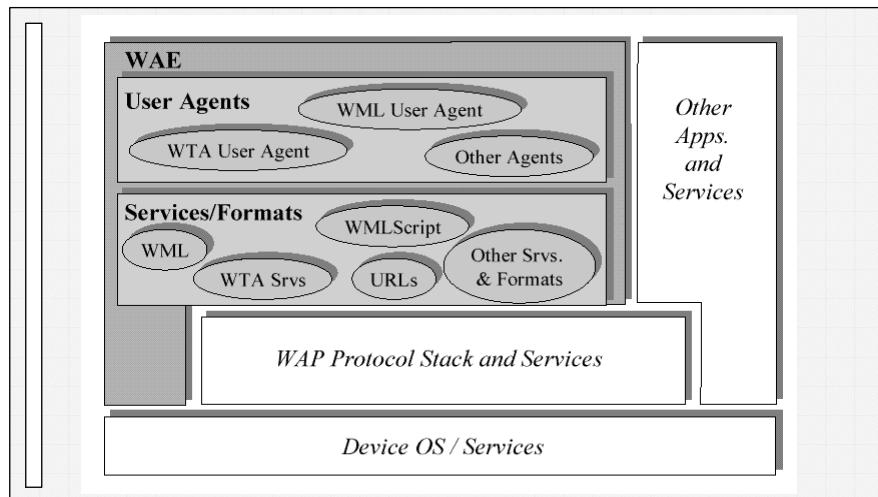 WAE
User Agents
WML User Agent
WTA User Agent
Other Agents
Services/Formats
WMLScript
WML
WTA Srvs
URLs
Other Srvs.
& Formats
Other
Apps.
and
Services
WAP Protocol Stack and Services
Device OS / Services